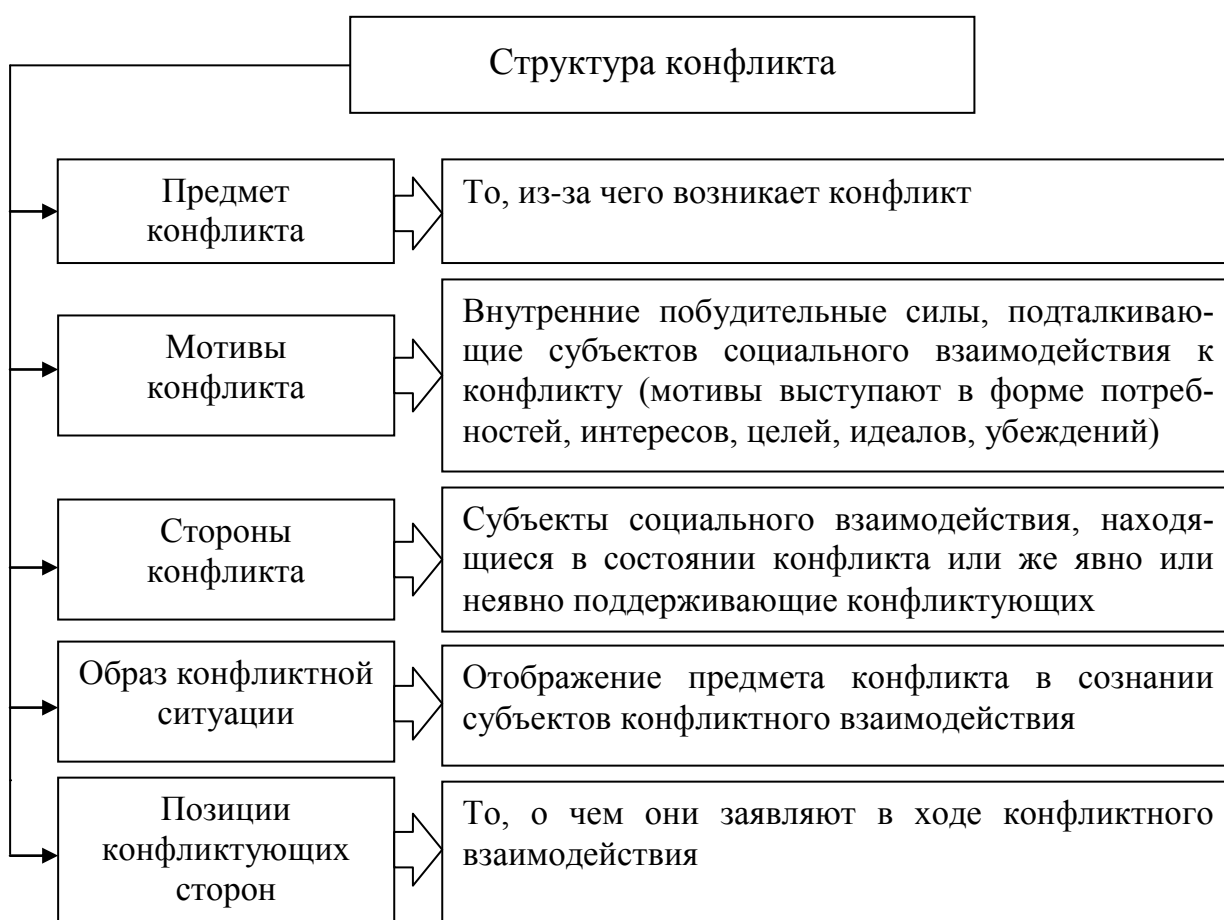 Структура конфликта
Предмет
конфликта
То, из-за чего возникает конфликт
Мотивы
конфликта
Внутренние побудительные силы, подталкиваю-
щие субъектов социального взаимодействия к
конфликту (мотивы выступают в форме потреб-
ностей, интересов, целей, идеалов, убеждений)
Стороны
конфликта
Субъекты социального взаимодействия, находя-
щиеся в состоянии конфликта или же явно или
неявно поддерживающие конфликтующих
Образ конфликтной
ситуации
Отображение предмета конфликта в сознании
субъектов конфликтного взаимодействия
Позиции
конфликтующих
сторон
То, о чем они заявляют в ходе конфликтного
взаимодействия